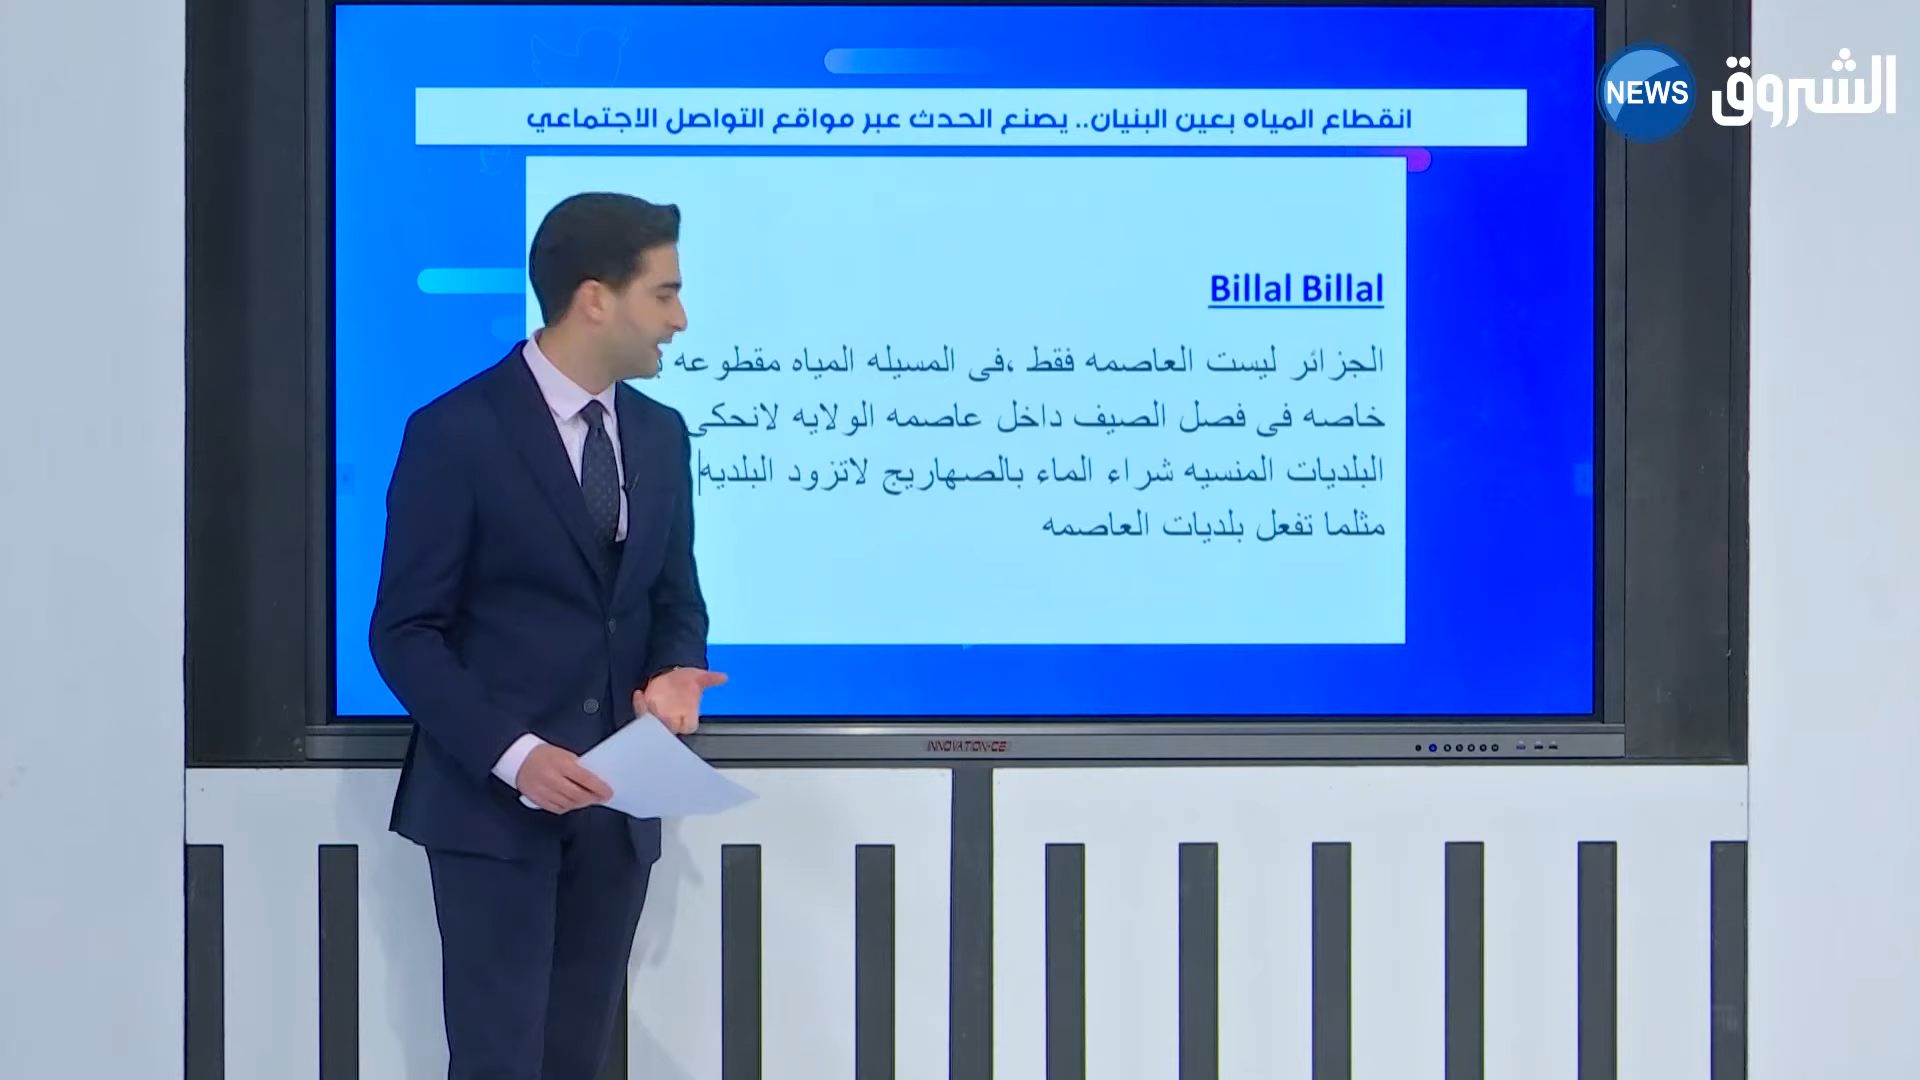 الشروق
NEWS
انقطاع المياه بعين البنيان.. يصنع الحدث عبر مواقع التواصل الاجتماعي
Billal Billal
الجزائر ليست العاصمه فقط ،فى المسيله المياه مقطوعه
خاصه فى فصل الصيف داخل عاصمه الولايه لانحكى
البلديات المنسيه شراء الماء بالصهاريج لاتزود البلديه
مثلما تفعل بلديات العاصمه
INNOVATION-CE